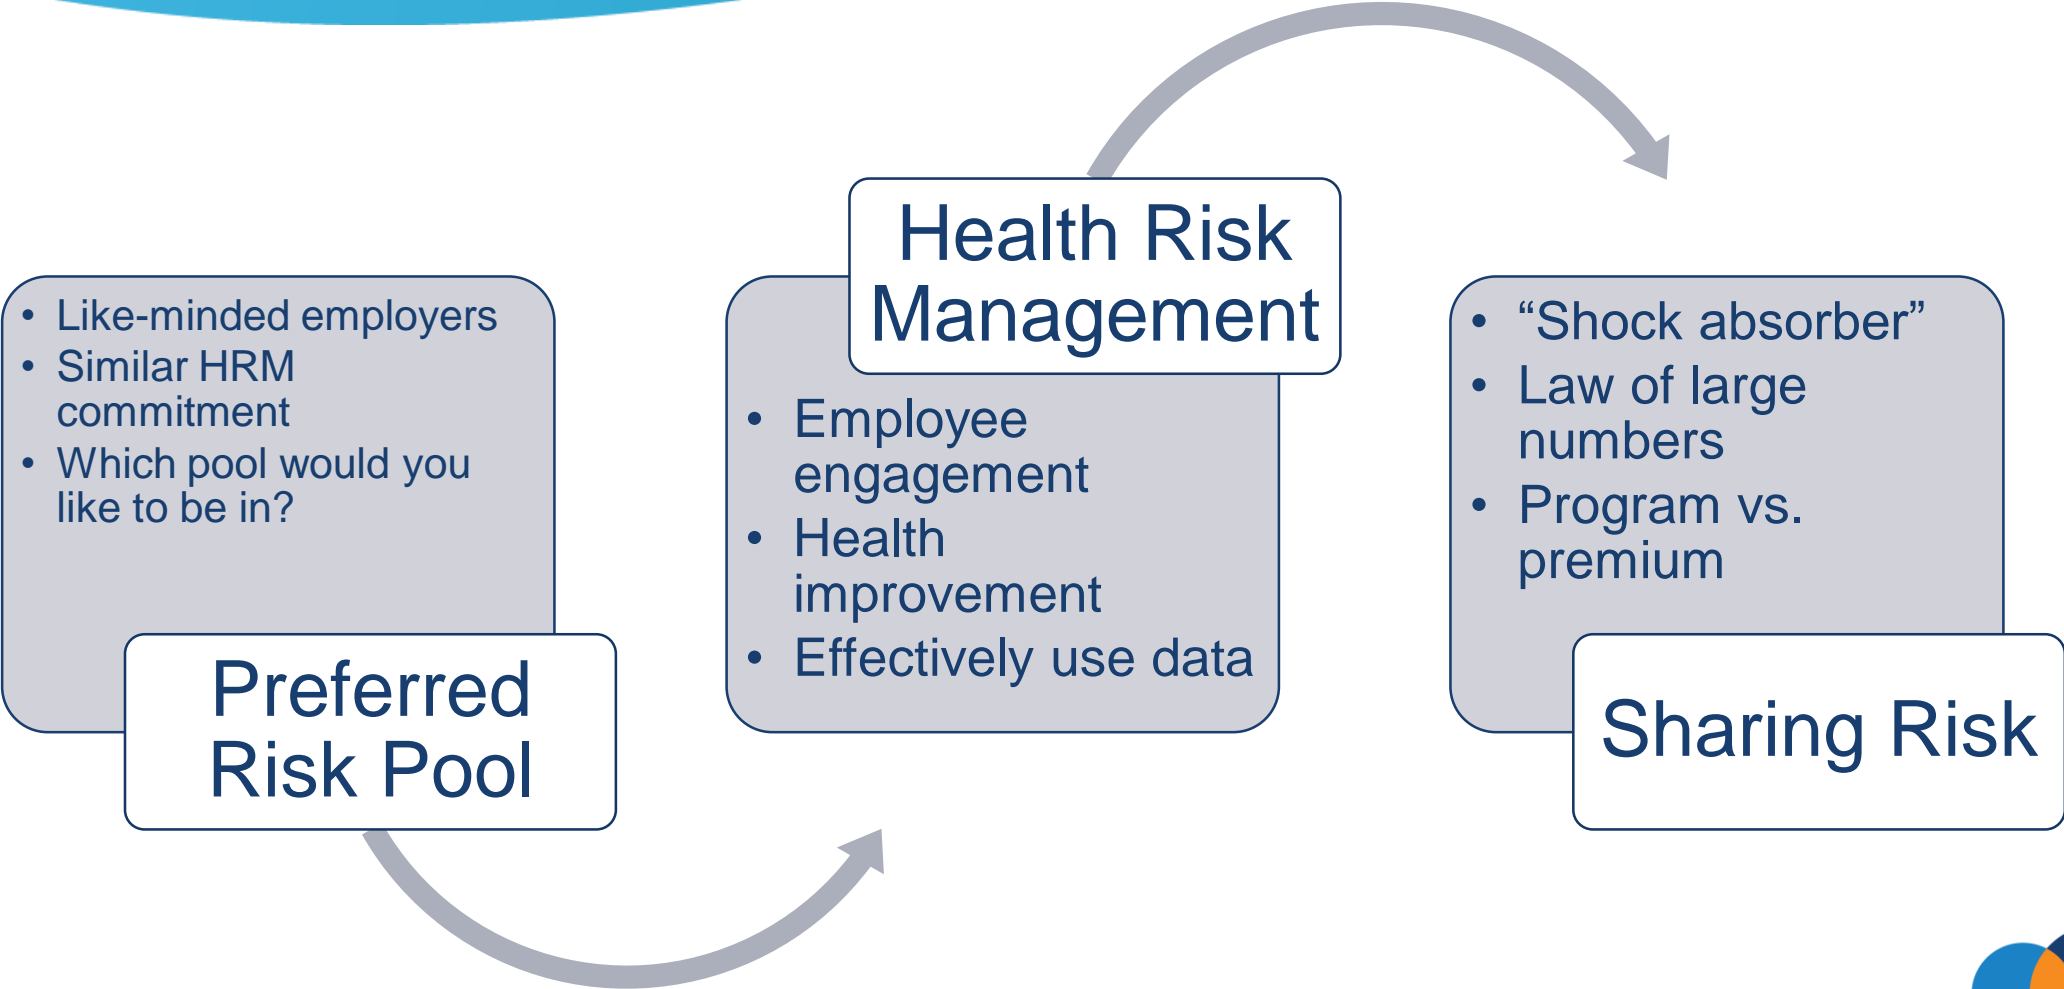 • Like-minded employers
• Similar HRM
commitment
• Which pool would you
like to be in?
Preferred
Risk Pool
Health Risk
Management
• Employee
engagement
• Health
improvement
• Effectively use data
• “Shock absorber”
• Law of large
numbers
• Program vs.
premium
Sharing Risk